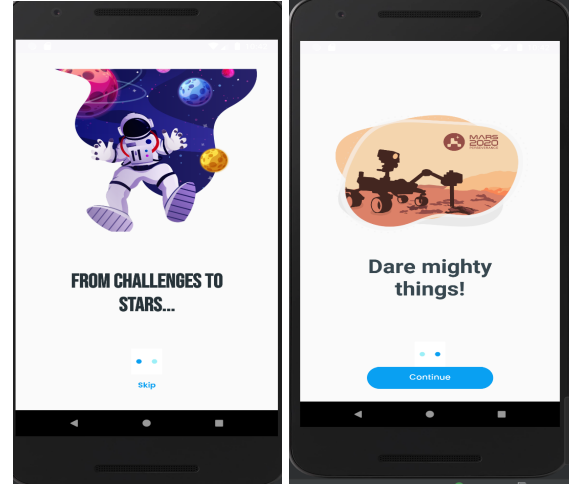 FROM CHALLENGES TO
STARS...
Skip
MARS
2020
Dare mighty
things!
Continue